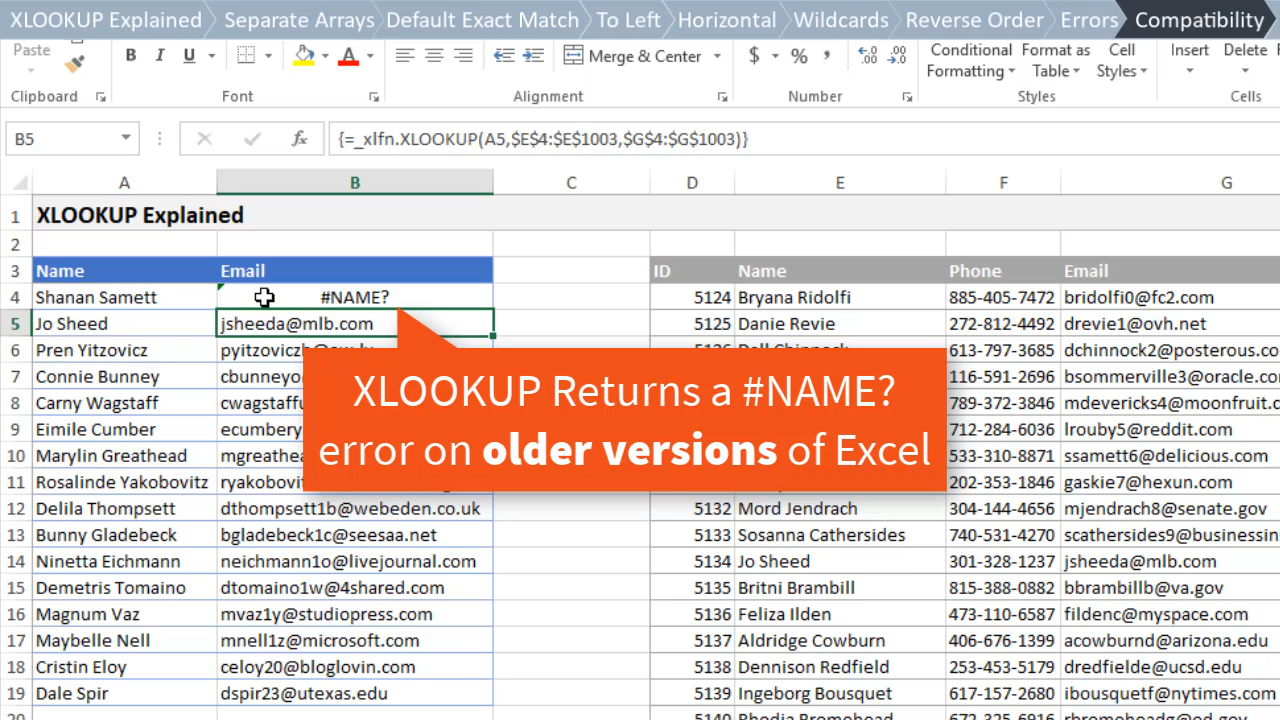 XLOOKUP Explained Separate Arrays Default Exact Match To Left Horizontal Wildcards Reverse Order Errors Compatibility
Paste B I U A Merge & Center $ % , Conditional Format as Cell Insert Delete
Formatting Table Styles
Clipboard Font Alignment Number Styles Cells
B5 fx {=_xlfn.XLOOKUP(A5,$E$4:$E$1003,$G$4:$G$1003)}
A B C D E F G
1 XLOOKUP Explained
2
3 Name Email ID Name Phone Email
4 Shanan Samett #NAME? 5124 Bryana Ridolfi 885-405-7472 bridolfi0@fc2.com
5 Jo Sheed jsheeda@mlb.com 5125 Danie Revie 272-812-4492 drevie1@ovh.net
6 Pren Yitzovicz 613-797-3685 dchinnock2@posterous.co
7 Connie Bunney cbunneyo 116-591-2696 bsommerville3@oracle.co
8 Carny Wagstaff cwagstaffu 789-372-3846 mdevericks4@moonfruit.c
9 Eimile Cumber ecumbery 712-284-6036 lrouby5@reddit.com
10 Marylin Greathead mgreathea 533-310-8871 ssamett6@delicious.com
11 Rosalinde Yakobovitz ryakobovi 202-353-1846 gaskie7@hexun.com
XLOOKUP Returns a #NAME?
error on older versions of Excel
12 Delila Thompsett dthompsett1b@webeden.co.uk 5132 Mord Jendrach 304-144-4656 mjendrach8@senate.gov
13 Bunny Gladebeck bgladebeck1c@seesaa.net 5133 Sosanna Cathersides 740-531-4270 scathersides9@businessin
14 Ninetta Eichmann neichmann1o@livejournal.com 5134 Jo Sheed 301-328-1237 jsheeda@mlb.com
15 Demetris Tomaino dtomaino1w@4shared.com 5135 Britni Brambill 815-388-0882 bbrambillb@va.gov
16 Magnum Vaz mvaz1y@studiopress.com 5136 Feliza Ilden 473-110-6587 fildenc@myspace.com
17 Maybelle Nell mnell1z@microsoft.com 5137 Aldridge Cowburn 406-676-1399 acowburnd@arizona.edu
18 Cristin Eloy celoy20@bloglovin.com 5138 Dennison Redfield 253-453-5179 dredfielde@ucsd.edu
19 Dale Spir dspir23@utexas.edu 5139 Ingeborg Bousquet 617-157-2680 ibousquetf@nytimes.com